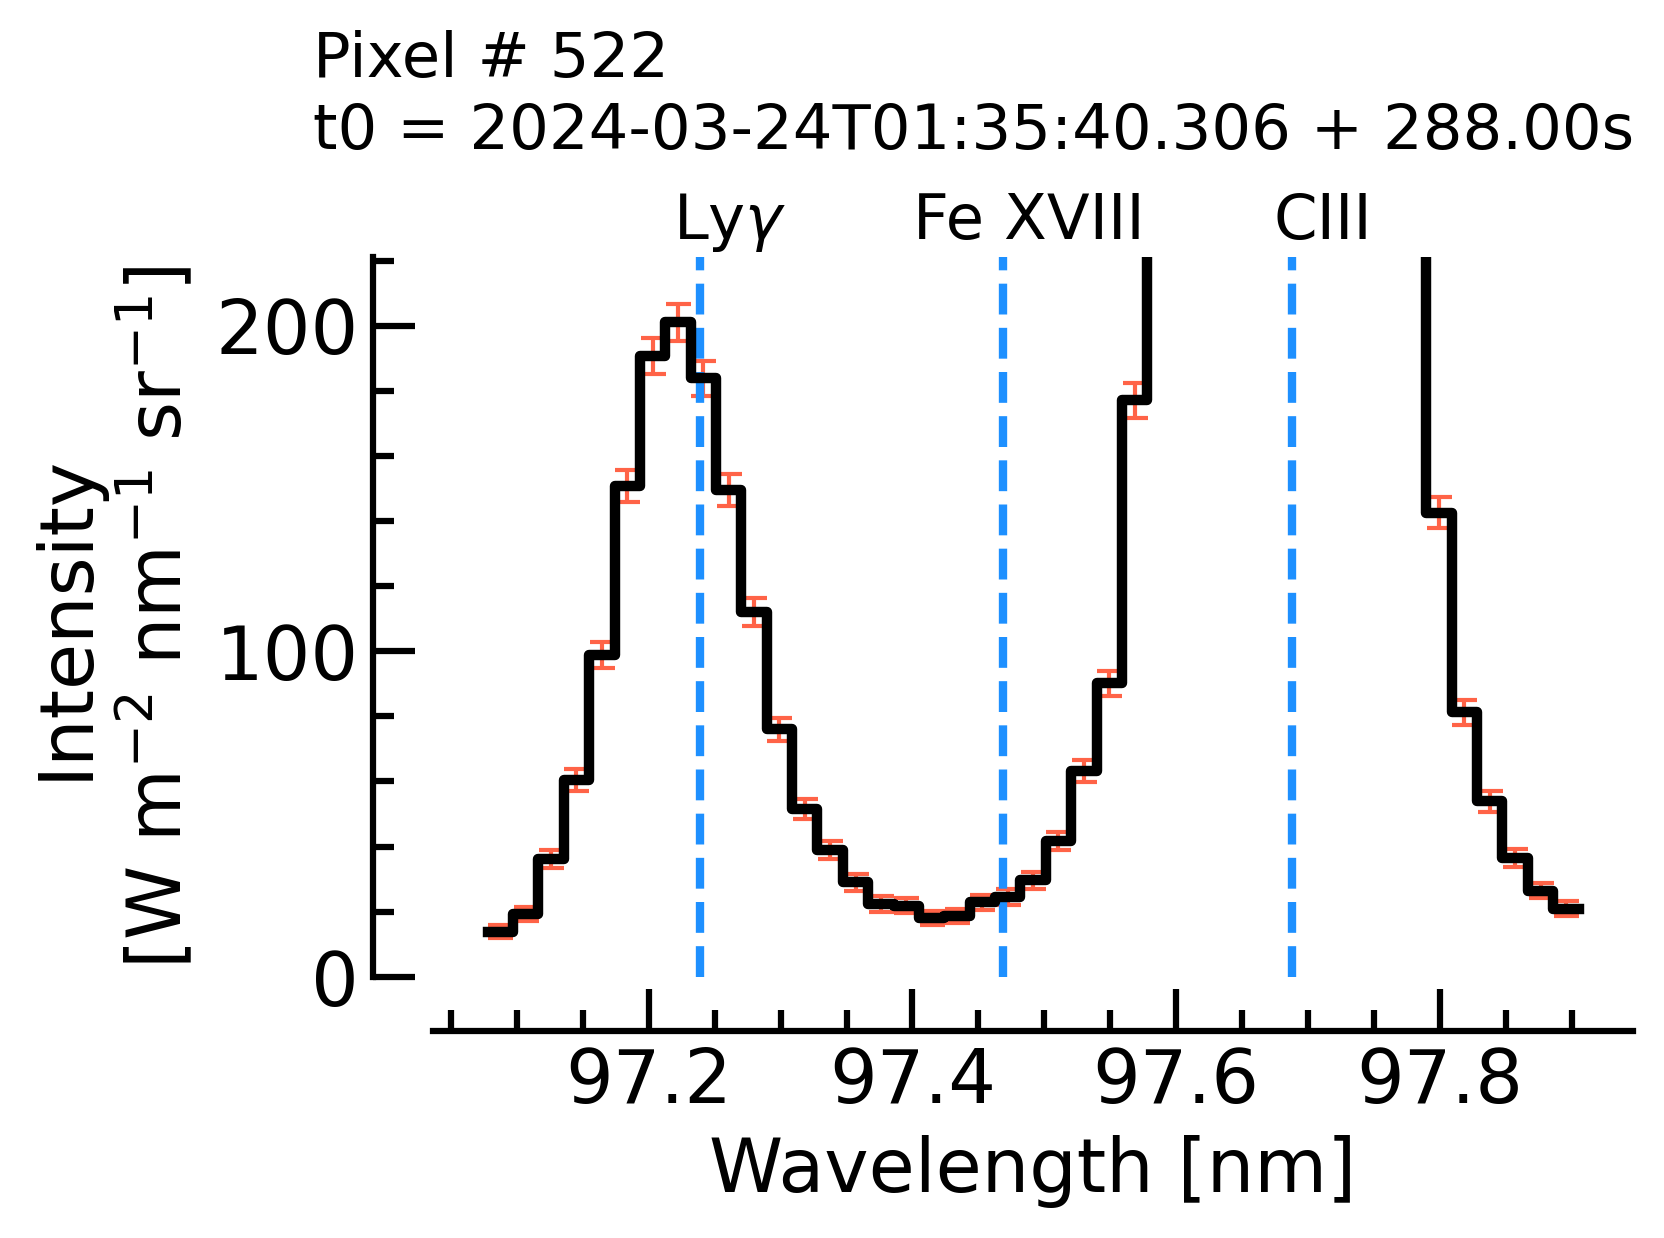 Pixel # 522
t0 = 2024-03-24T01:35:40.306 + 288.00s
Lyγ Fe XVIII CIII
Intensity
[W m⁻² nm⁻¹ sr⁻¹]
200
100
0
97.2 97.4 97.6 97.8
Wavelength [nm]